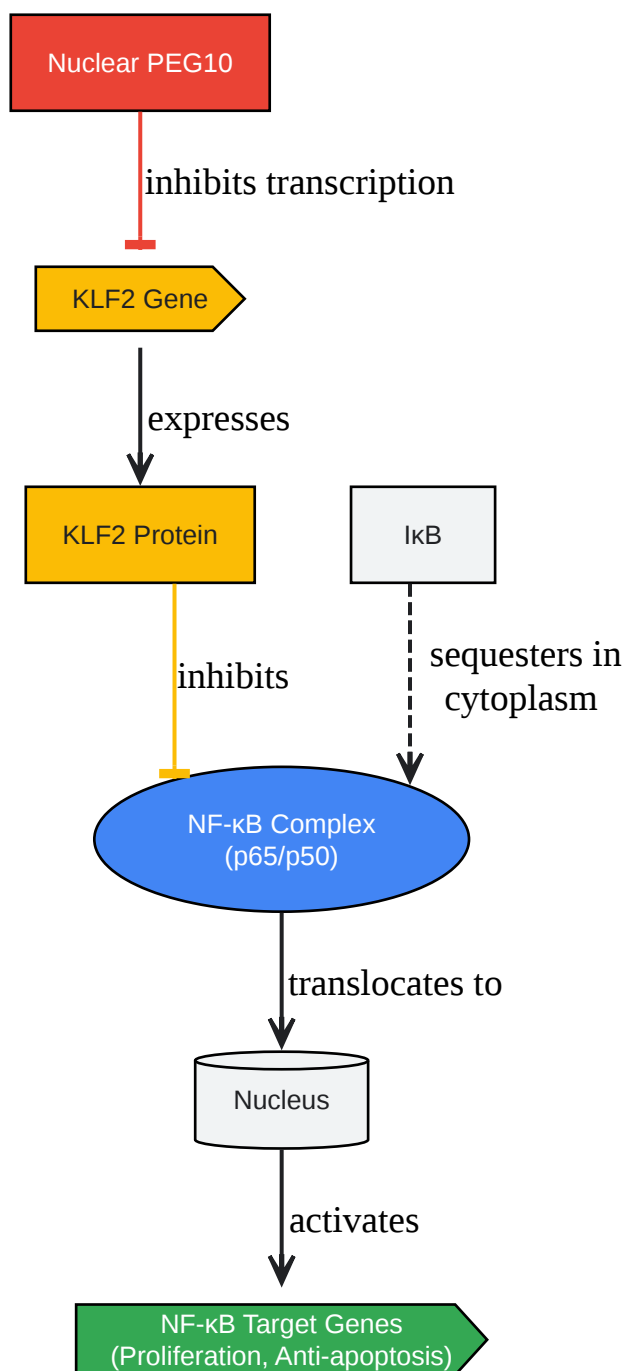 Nuclear PEG10
inhibits transcription
KLF2 Gene
expresses
KLF2 Protein
IκB
sequesters in
cytoplasm
inhibits
NF-κB Complex
(p65/p50)
translocates to
Nucleus
activates
NF-κB Target Genes
(Proliferation, Anti-apoptosis)